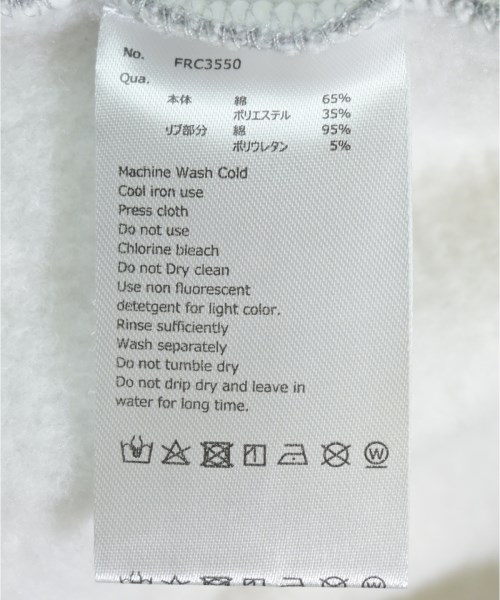 No. FRC3550
Qua.
本体 綿 65%
ポリエステル 35%
リブ部分 綿 95%
ポリウレタン 5%
Machine Wash Cold
Cool iron use
Press cloth
Do not use
Chlorine bleach
Do not Dry clean
Use non fluorescent
detetgent for light color.
Rinse sufficiently
Wash separately
Do not tumble dry
Do not drip dry and leave in
water for long time.
W